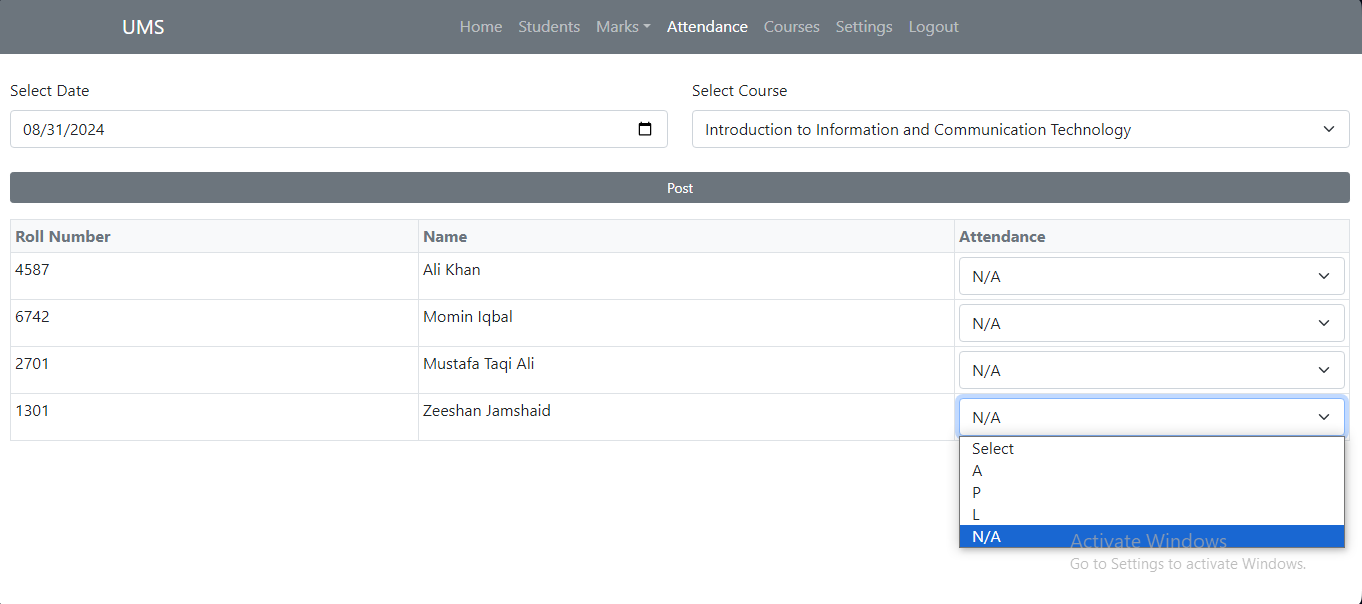 UMS Home Students Marks Attendance Courses Settings Logout
Select Date Select Course
08/31/2024 Introduction to Information and Communication Technology
Post
Roll Number Name Attendance
4587 Ali Khan N/A
6742 Momin Iqbal N/A
2701 Mustafa Taqi Ali N/A
1301 Zeeshan Jamshaid N/A
Select
A
P
L
N/A
Activate Windows
Go to Settings to activate Windows.